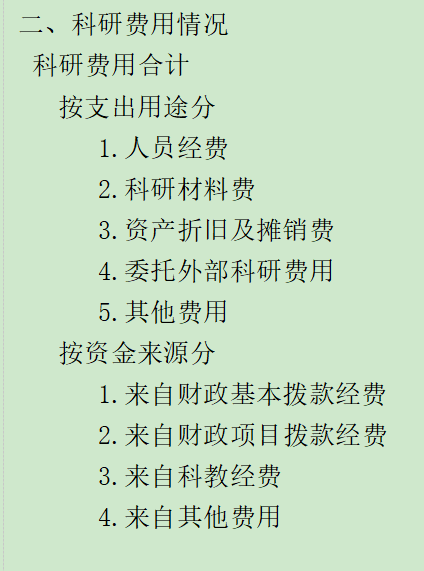 二、科研费用情况
科研费用合计
按支出用途分
1.人员经费
2.科研材料费
3.资产折旧及摊销费
4.委托外部科研费用
5.其他费用
按资金来源分
1.来自财政基本拨款经费
2.来自财政项目拨款经费
3.来自科教经费
4.来自其他费用